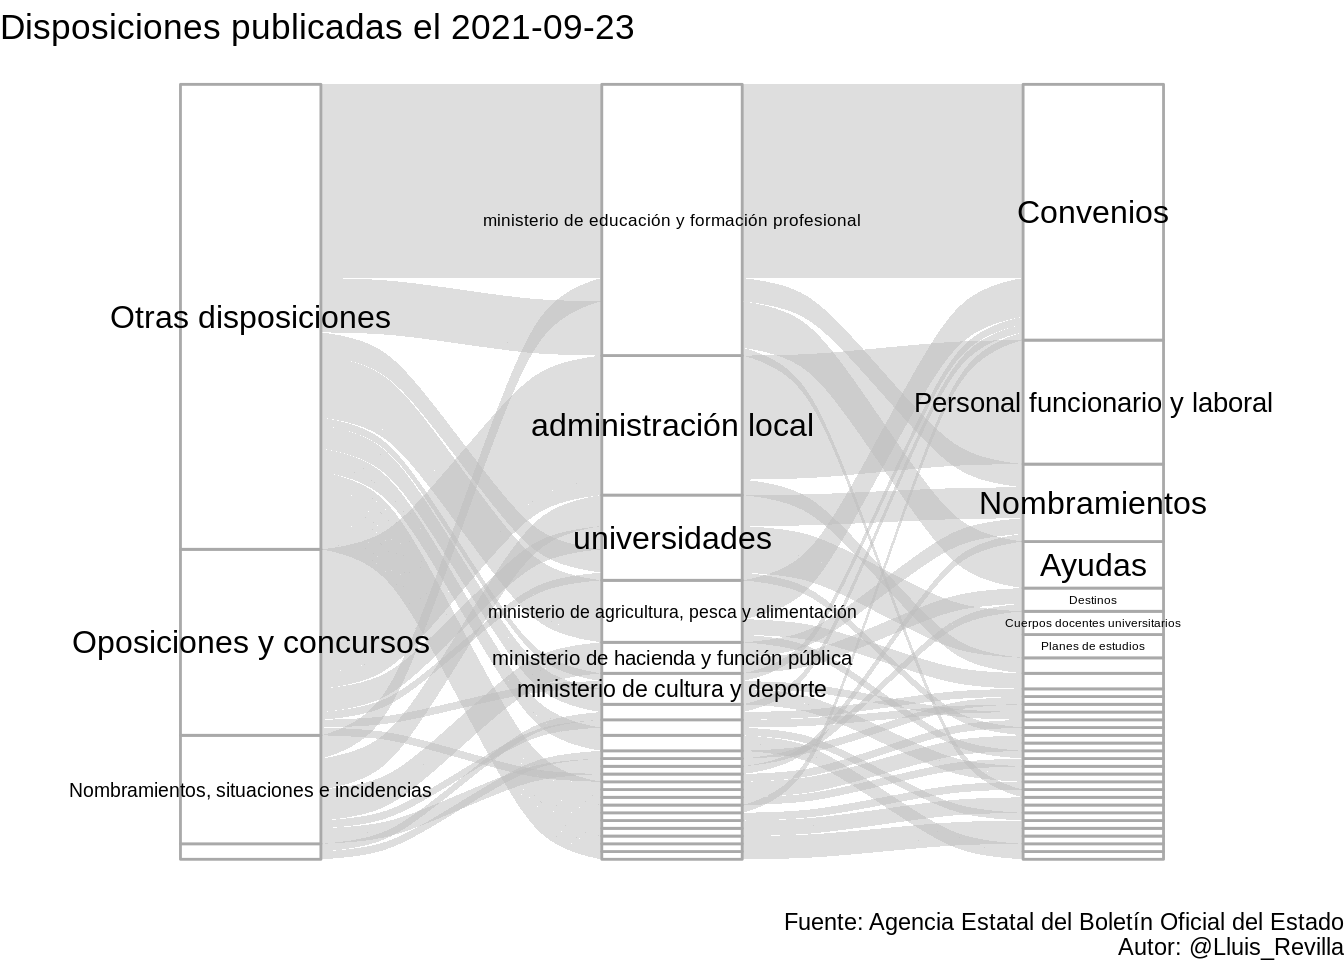 Disposiciones publicadas el 2021-09-23
Otras disposiciones
Oposiciones y concursos
Nombramientos, situaciones e incidencias
ministerio de educación y formación profesional
administración local
universidades
ministerio de agricultura, pesca y alimentación
ministerio de hacienda y función pública
ministerio de cultura y deporte
Convenios
Personal funcionario y laboral
Nombramientos
Ayudas
Destinos
Cuerpos docentes universitarios
Planes de estudios
Fuente: Agencia Estatal del Boletín Oficial del Estado
Autor: @Lluis_Revilla